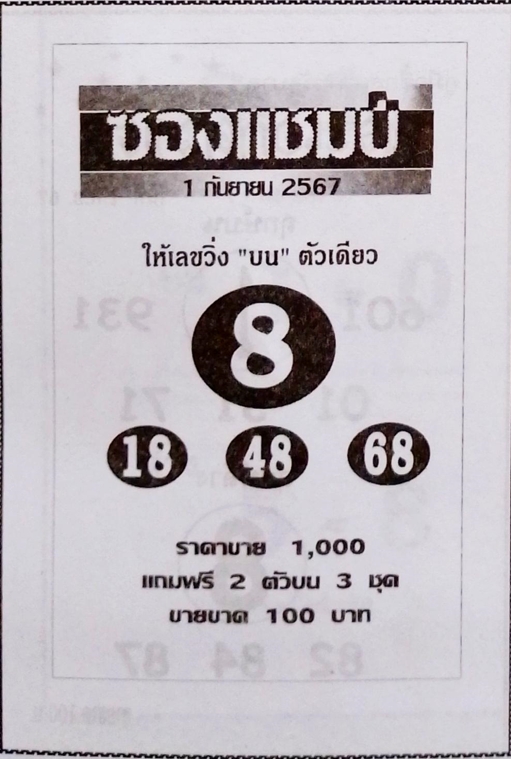 ซองแชมป์
1 กันยายน 2567
ให้เลขวิ่ง "บน" ตัวเดียว
8
18 48 68
ราคาขาย 1,000
แถมฟรี 2 ตัวบน 3 ชุด
ขายขาด 100 บาท